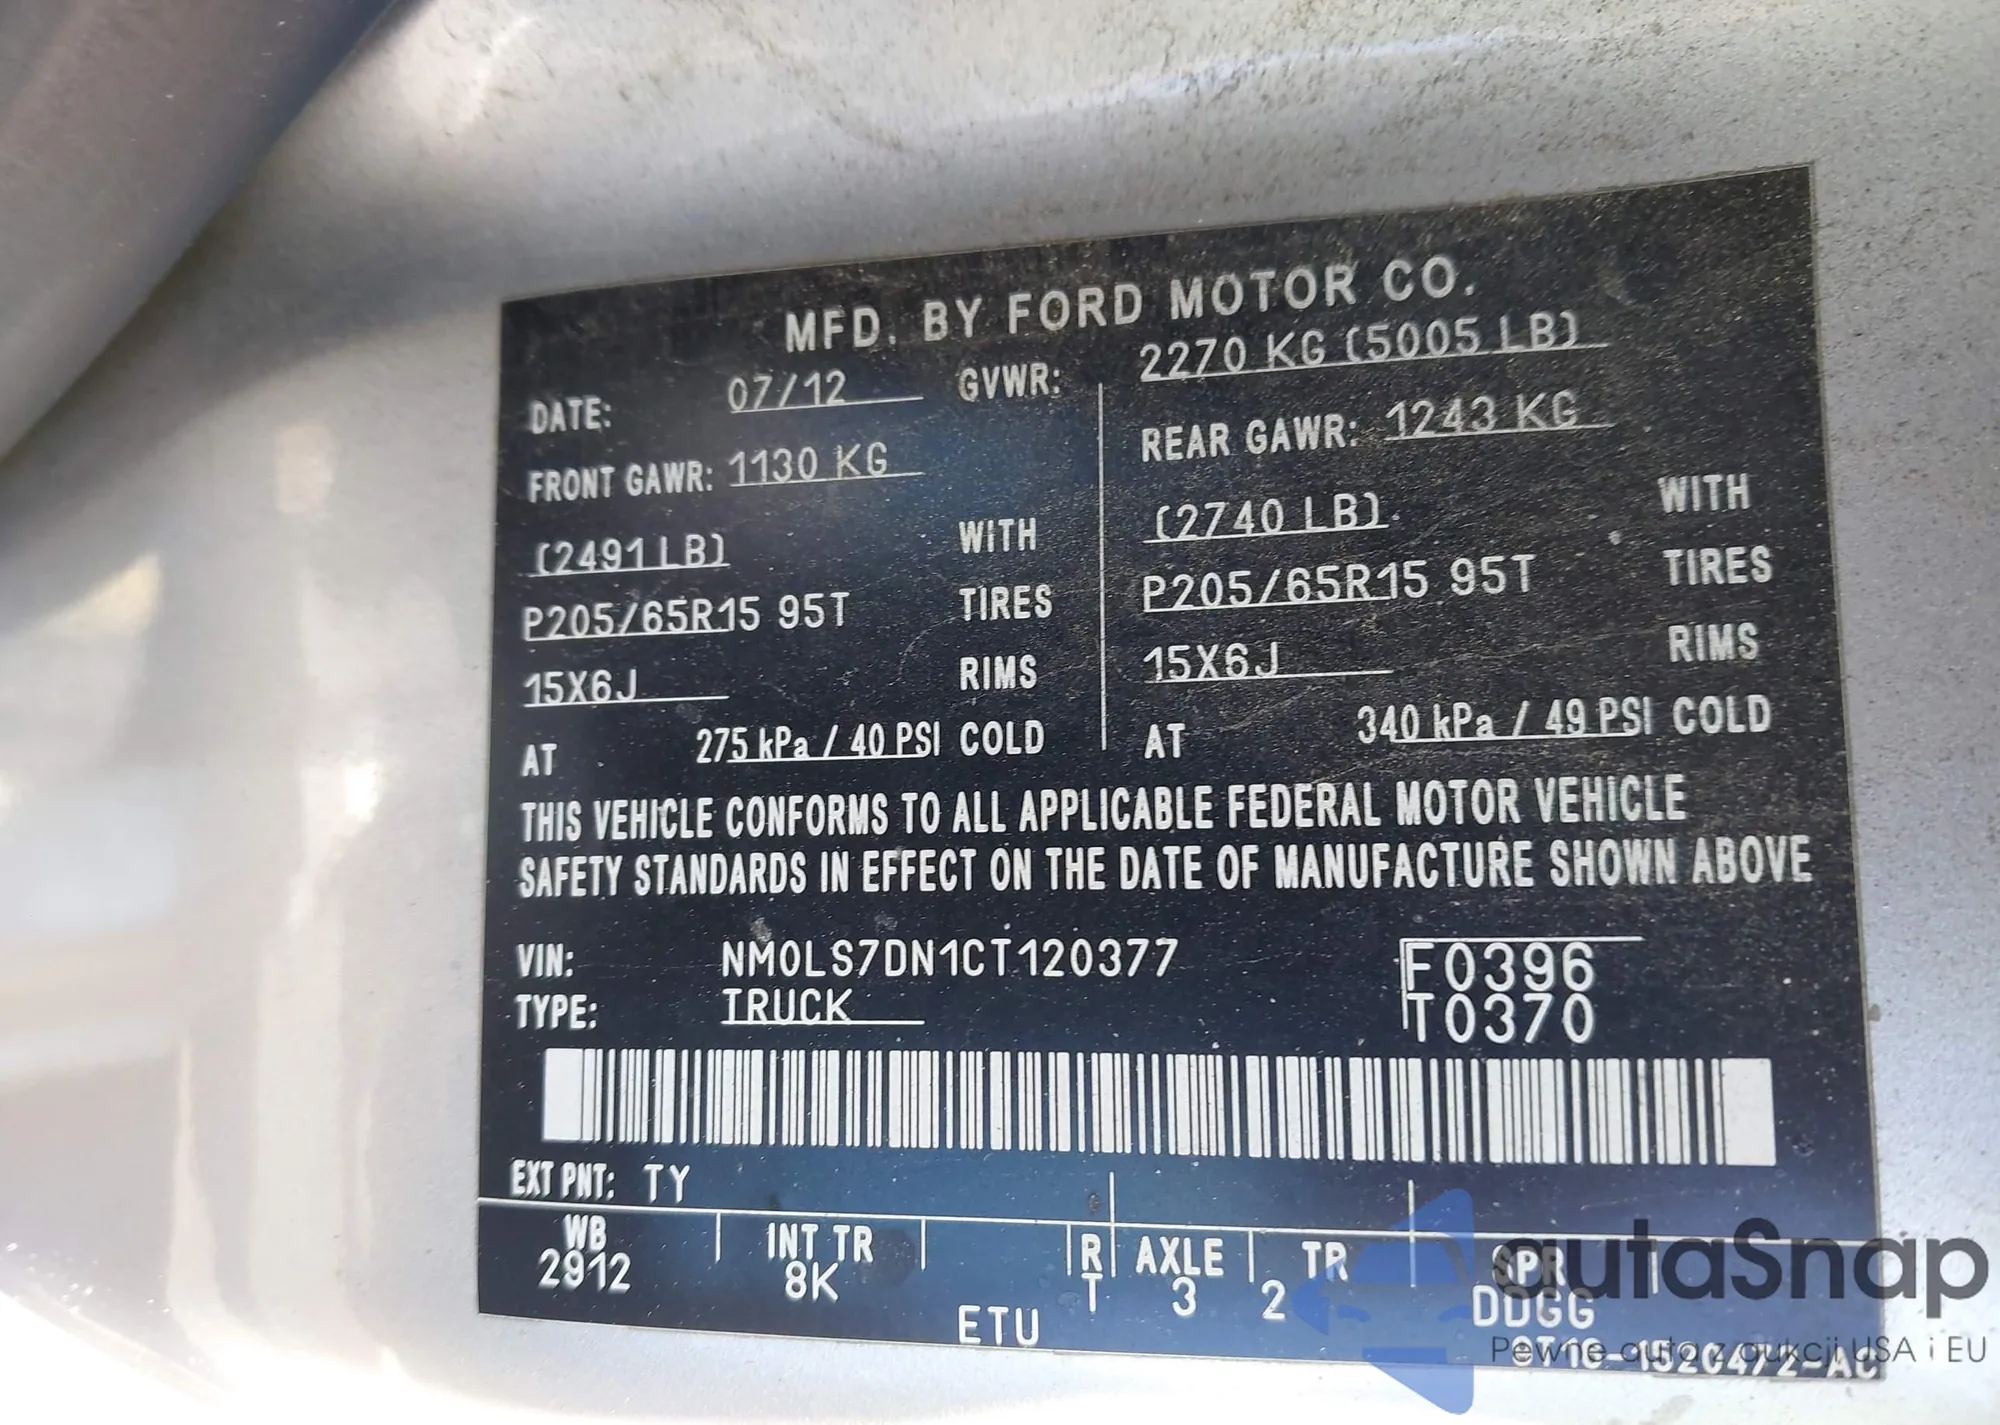 MFD. BY FORD MOTOR CO.
DATE: 07/12 GVWR: 2270 KG (5005 LB)
FRONT GAWR: 1130 KG REAR GAWR: 1243 KG
(2491 LB) WITH (2740 LB) WITH
P205/65R15 95T TIRES P205/65R15 95T TIRES
15X6J RIMS 15X6J RIMS
AT 275 kPa / 40 PSI COLD AT 340 kPa / 49 PSI COLD
THIS VEHICLE CONFORMS TO ALL APPLICABLE FEDERAL MOTOR VEHICLE
SAFETY STANDARDS IN EFFECT ON THE DATE OF MANUFACTURE SHOWN ABOVE
VIN: NM0LS7DN1CT120377 F0396
TYPE: TRUCK T0370
EXT PNT: TY
WB INT TR R AXLE TR SPR
2912 8K T 3 2 DDGG
ETU
autaSnap
Pewne auta z aukcji USA i EU